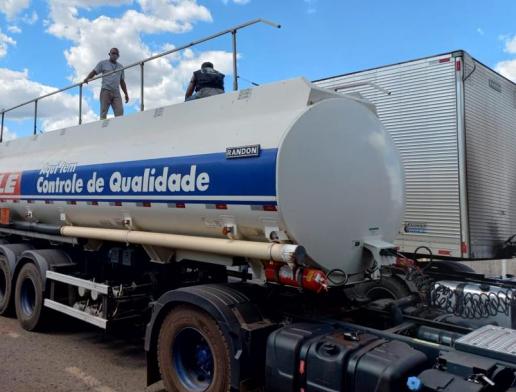 RANDON
Aqui tem
Controle de Qualidade
LE